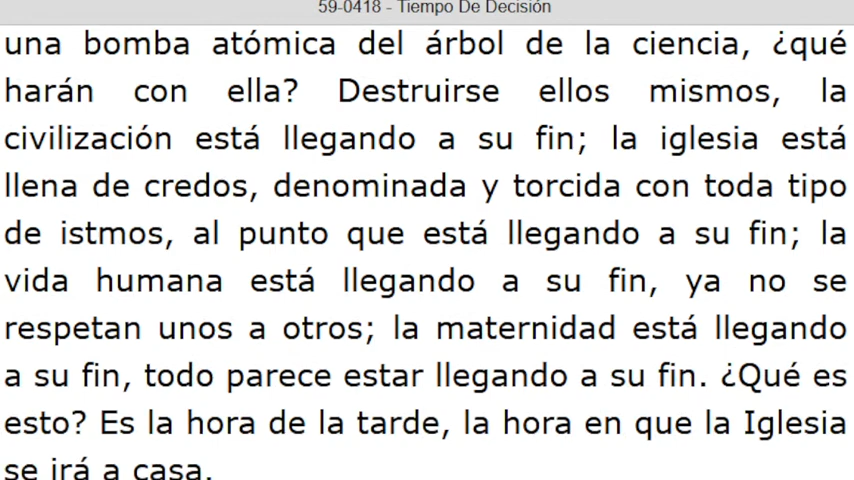 59-0418 - Tiempo De Decisión
una bomba atómica del árbol de la ciencia, ¿qué
harán con ella? Destruirse ellos mismos, la
civilización está llegando a su fin; la iglesia está
llena de credos, denominada y torcida con toda tipo
de istmos, al punto que está llegando a su fin; la
vida humana está llegando a su fin, ya no se
respetan unos a otros; la maternidad está llegando
a su fin, todo parece estar llegando a su fin. ¿Qué es
esto? Es la hora de la tarde, la hora en que la Iglesia
se irá a casa.